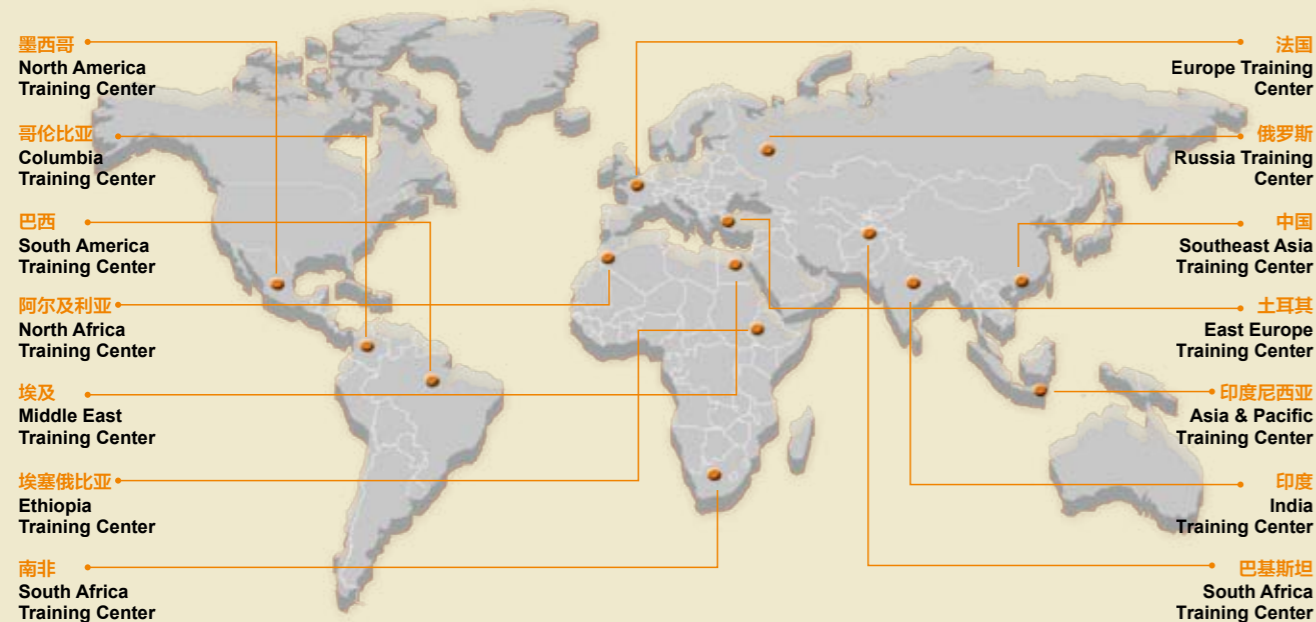 墨西哥
North America
Training Center
哥伦比亚
Columbia
Training Center
巴西
South America
Training Center
阿尔及利亚
North Africa
Training Center
埃及
Middle East
Training Center
埃塞俄比亚
Ethiopia
Training Center
南非
South Africa
Training Center
法国
Europe Training
Center
俄罗斯
Russia Training
Center
中国
Southeast Asia
Training Center
土耳其
East Europe
Training Center
印度尼西亚
Asia & Pacific
Training Center
印度
India
Training Center
巴基斯坦
South Africa
Training Center